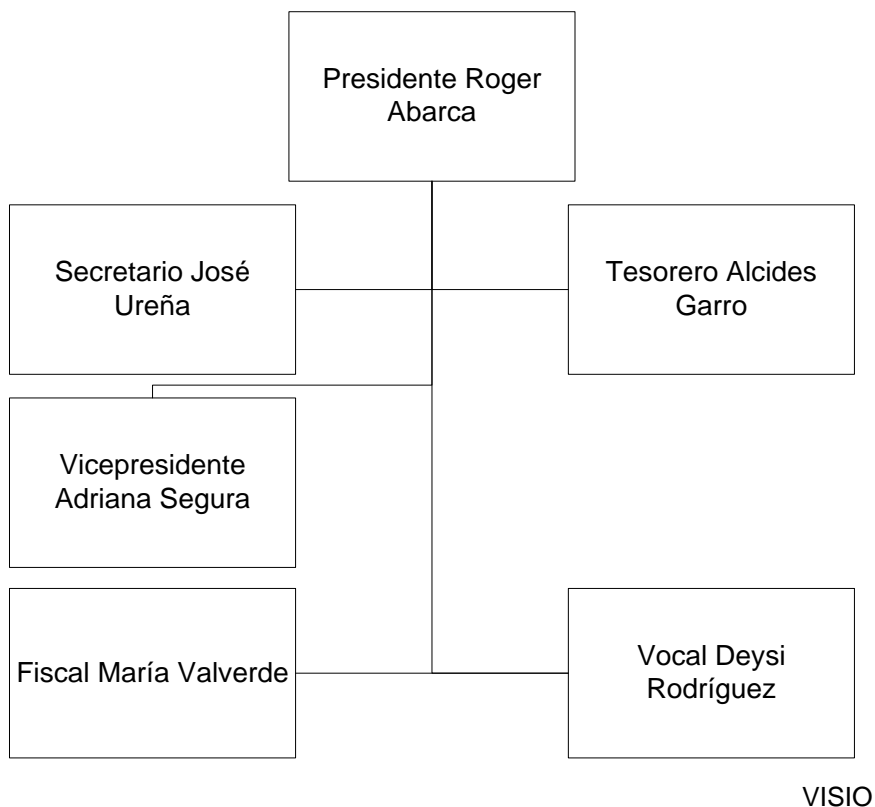 Presidente Roger
Abarca
Secretario José
Ureña
Tesorero Alcides
Garro
Vicepresidente
Adriana Segura
Fiscal María Valverde
Vocal Deysi
Rodríguez
VISIO